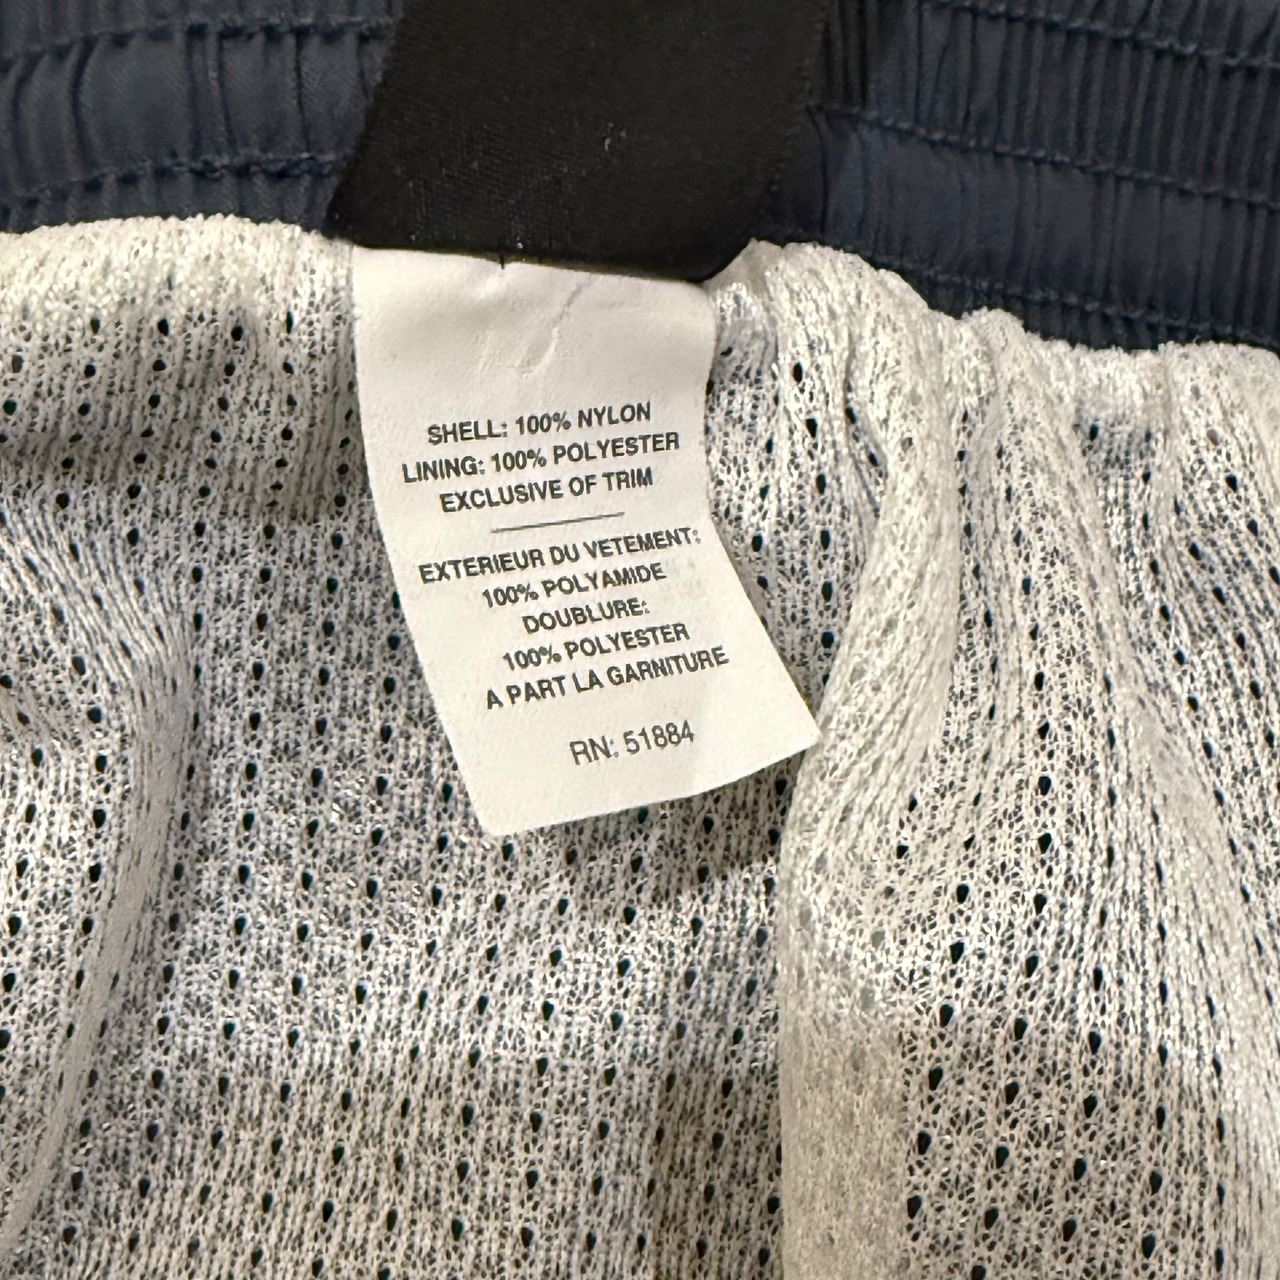 SHELL: 100% NYLON
LINING: 100% POLYESTER
EXCLUSIVE OF TRIM
EXTERIEUR DU VETEMENT:
100% POLYAMIDE
DOUBLURE:
100% POLYESTER
A PART LA GARNITURE
RN: 51884